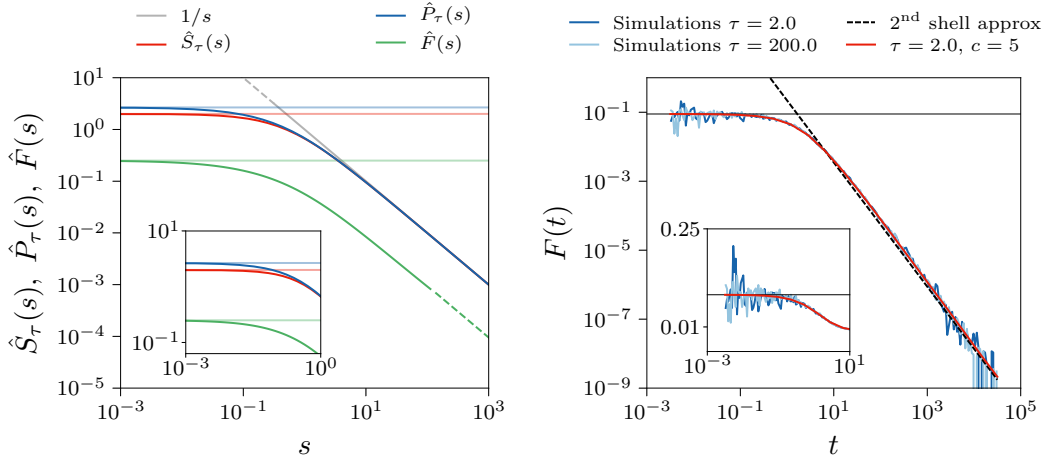 1/s
Ŝ_τ(s)
P̂_τ(s)
F̂(s)
Ŝ_τ(s), P̂_τ(s), F̂(s)
10^1
10^0
10^−1
10^−2
10^−3
10^−4
10^−5
10^−3
10^−1
10^1
10^3
s
10^1
10^−1
10^−3
10^0
Simulations τ = 2.0
Simulations τ = 200.0
2^nd shell approx
τ = 2.0, c = 5
F(t)
10^−1
10^−3
10^−5
10^−7
10^−9
10^−3
10^−1
10^1
10^3
10^5
t
0.25
0.01
10^−3
10^1